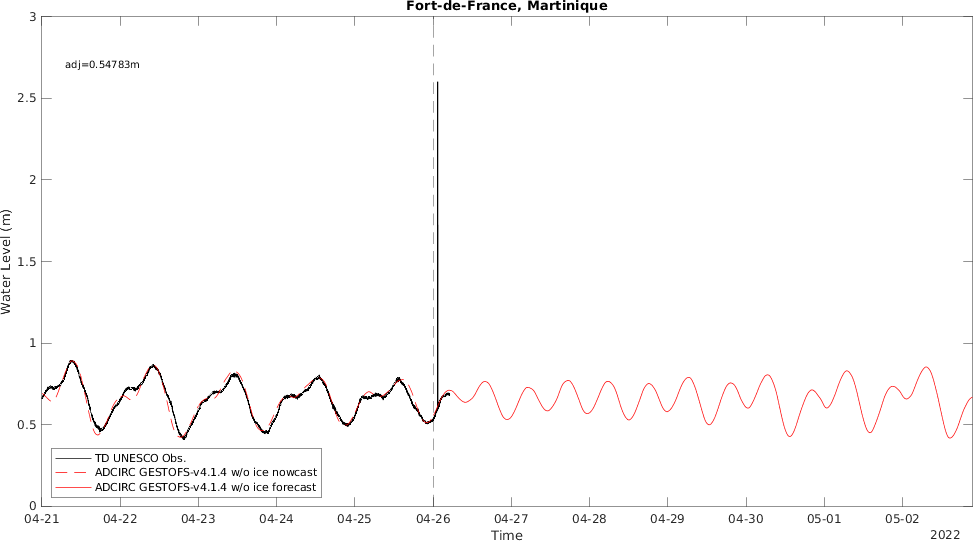 Fort-de-France, Martinique
adj=0.54783m
Water Level (m)
3
2.5
2
1.5
1
0.5
0
TD UNESCO Obs.
ADCIRC GESTOFS-v4.1.4 w/o ice nowcast
ADCIRC GESTOFS-v4.1.4 w/o ice forecast
04-21 04-22 04-23 04-24 04-25 04-26 04-27 04-28 04-29 04-30 05-01 05-02
Time
2022